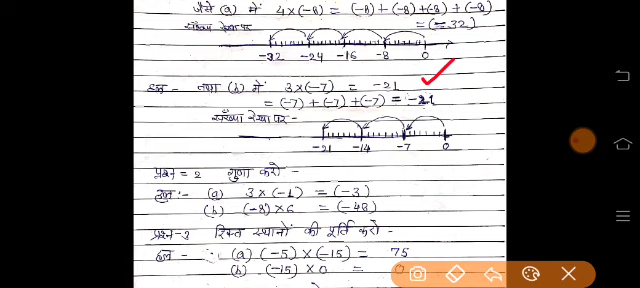 जैसे (a) में 4×(-8) = (-8) + (-8) + (-8) + (-8)
= (-32)
संख्या रेखा पर
-32 -24 -16 -8 0
हल - तथा (b) में 3×(-7) = -21
= (-7) + (-7) + (-7) = -21
सँख्या रेखा पर -
-21 -14 -7 0
प्रश्न = 2 गुणा करो -
हल :- (a) 3×(-1) = (-3)
(b) (-8)×6 = (-48)
प्रश्न-3 रिक्त स्थानों की पूर्ति करो -
हल - (a) (-5) × (-15) = 75
(b) (-15) × 0 = 0